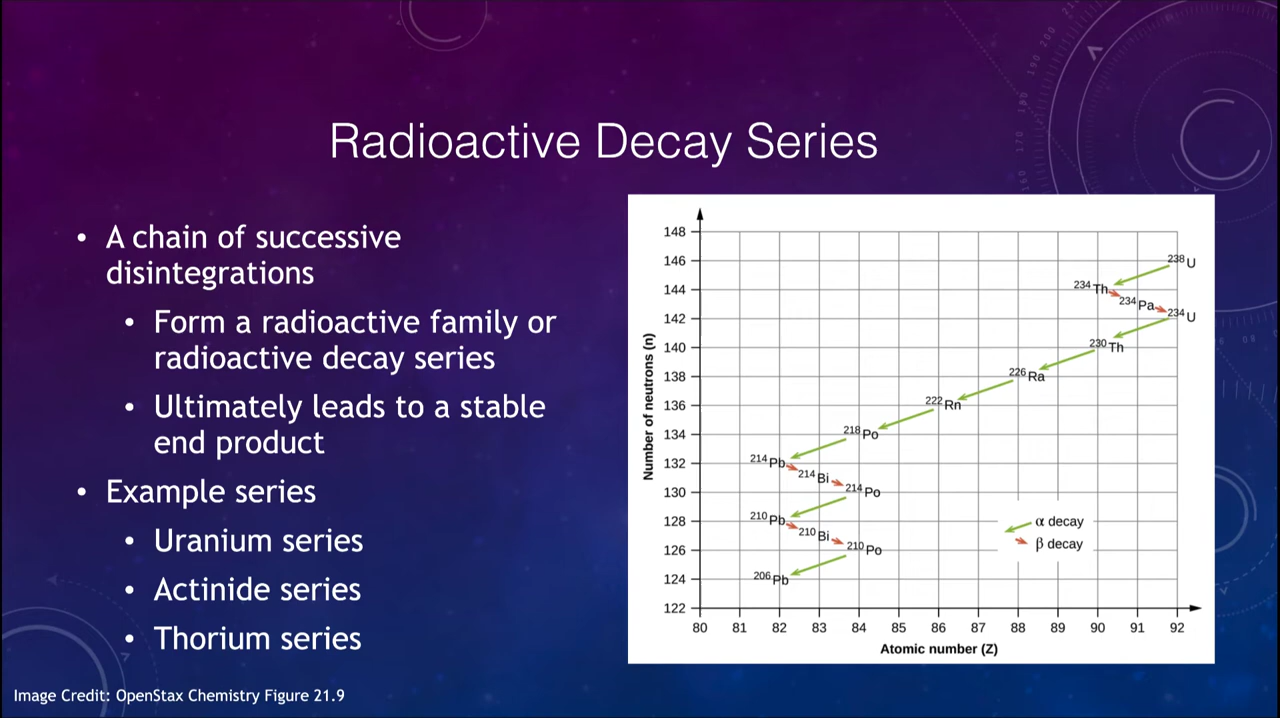 Radioactive Decay Series
• A chain of successive
disintegrations
• Form a radioactive family or
radioactive decay series
• Ultimately leads to a stable
end product
• Example series
• Uranium series
• Actinide series
• Thorium series
Image Credit: OpenStax Chemistry Figure 21.9
Number of neutrons (n)
148
146
144
142
140
138
136
134
132
130
128
126
124
122
80 81 82 83 84 85 86 87 88 89 90 91 92
Atomic number (Z)
²³⁸U
²³⁴Th
²³⁴Pa
²³⁴U
²³⁰Th
²²⁶Ra
²²²Rn
²¹⁸Po
²¹⁴Pb
²¹⁴Bi
²¹⁴Po
²¹⁰Pb
²¹⁰Bi
²¹⁰Po
²⁰⁶Pb
α decay
β decay
200
190
170
160